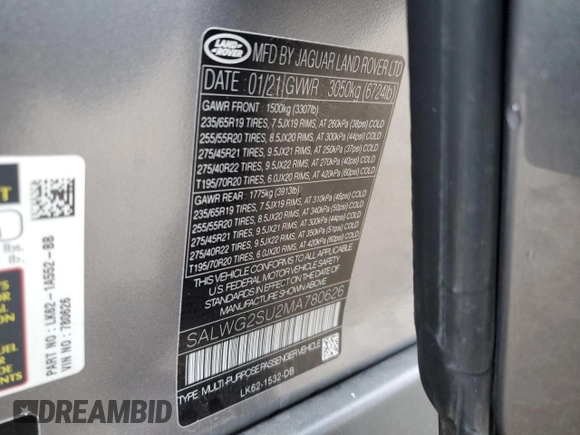 LAND-
ROVER
MFD BY JAGUAR LAND ROVER LTD
DATE: 01/21 GVWR : 3050kg (6724lb)
GAWR FRONT : 1500kg (3307lb)
235/65R19 TIRES, 7.5JX19 RIMS, AT 260kPa (38psi) COLD
255/55R20 TIRES, 8.5JX20 RIMS, AT 300kPa (44psi) COLD
275/45R21 TIRES, 9.5JX21 RIMS, AT 250kPa (37psi) COLD
275/40R22 TIRES, 9.5JX22 RIMS, AT 270kPa (40psi) COLD
T195/70R20 TIRES, 6.0JX20 RIMS, AT 420kPa (60psi) COLD
GAWR REAR : 1775kg (3913lb)
235/65R19 TIRES, 7.5JX19 RIMS, AT 310kPa (45psi) COLD
255/55R20 TIRES, 8.5JX20 RIMS, AT 340kPa (50psi) COLD
275/45R21 TIRES, 9.5JX21 RIMS, AT 300kPa (44psi) COLD
275/40R22 TIRES, 9.5JX22 RIMS, AT 350kPa (51psi) COLD
T195/70R20 TIRES, 6.0JX20 RIMS, AT 420kPa (60psi) COLD
THIS VEHICLE CONFORMS TO ALL APPLICABLE
U.S. FEDERAL MOTOR VEHICLE SAFETY STANDARDS
IN EFFECT ON THE DATE OF MANUFACTURE SHOWN ABOVE.
SALWG2SU2MA780626
TYPE: MULTI-PURPOSE PASSENGER VEHICLE
LK62-1532-DB
PART NO: LK62-1A552-BB
VIN NO : 780626
lbs.
DREAMBID